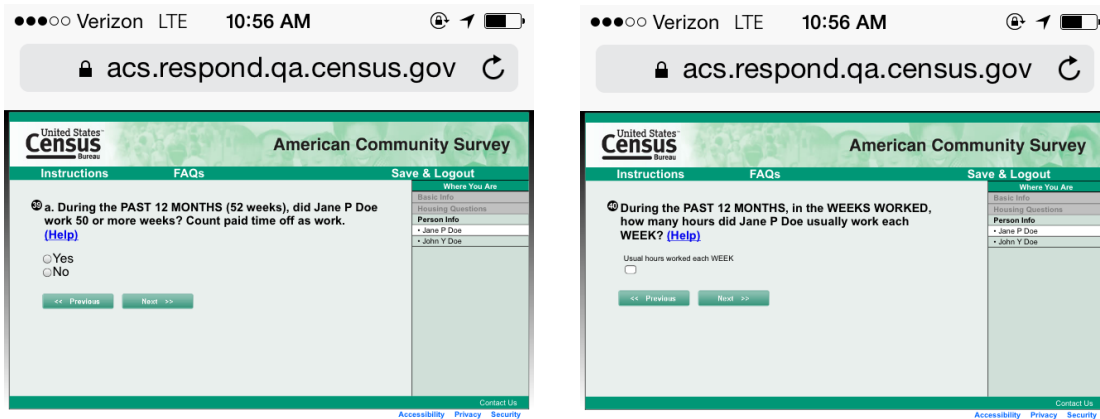 Verizon LTE 10:56 AM
acs.respond.qa.census.gov
United States™
Census
Bureau
American Community Survey
Instructions FAQs Save & Logout
Where You Are
Basic Info
Housing Questions
Person Info
• Jane P Doe
• John Y Doe
39 a. During the PAST 12 MONTHS (52 weeks), did Jane P Doe
work 50 or more weeks? Count paid time off as work.
(Help)
Yes
No
<< Previous Next >>
Contact Us
Accessibility Privacy Security
Verizon LTE 10:56 AM
acs.respond.qa.census.gov
United States™
Census
Bureau
American Community Survey
Instructions FAQs Save & Logout
Where You Are
Basic Info
Housing Questions
Person Info
• Jane P Doe
• John Y Doe
40 During the PAST 12 MONTHS, in the WEEKS WORKED,
how many hours did Jane P Doe usually work each
WEEK? (Help)
Usual hours worked each WEEK
<< Previous Next >>
Contact Us
Accessibility Privacy Security